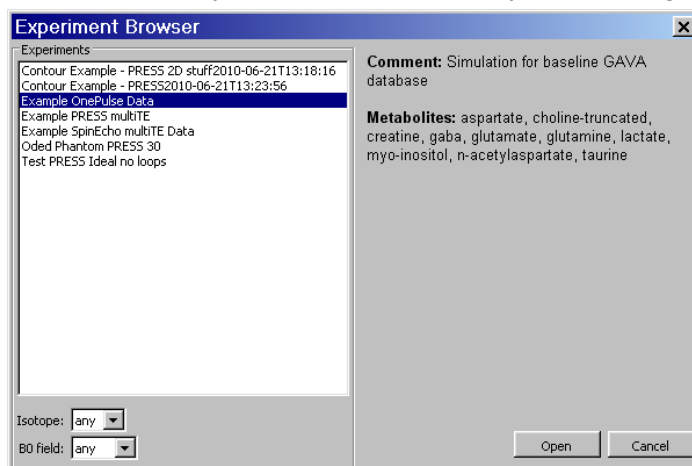 Experiment Browser
Experiments
Contour Example - PRESS 2D stuff2010-06-21T13:18:16
Contour Example - PRESS2010-06-21T13:23:56
Example OnePulse Data
Example PRESS multiTE
Example SpinEcho multiTE Data
Oded Phantom PRESS 30
Test PRESS Ideal no loops
Isotope: any
B0 field: any
Comment: Simulation for baseline GAVA
database
Metabolites: aspartate, choline-truncated,
creatine, gaba, glutamate, glutamine, lactate,
myo-inositol, n-acetylaspartate, taurine
Open
Cancel